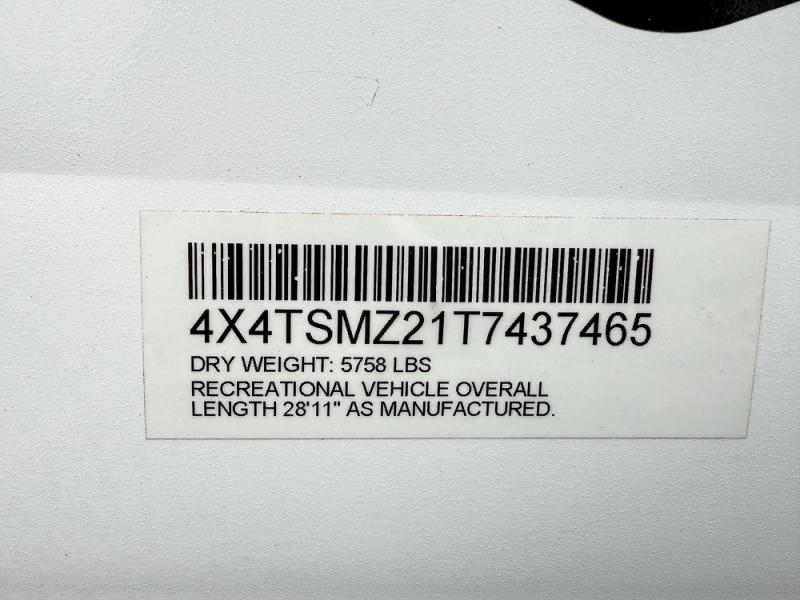 4X4TSMZ21T7437465
DRY WEIGHT: 5758 LBS
RECREATIONAL VEHICLE OVERALL
LENGTH 28'11" AS MANUFACTURED.